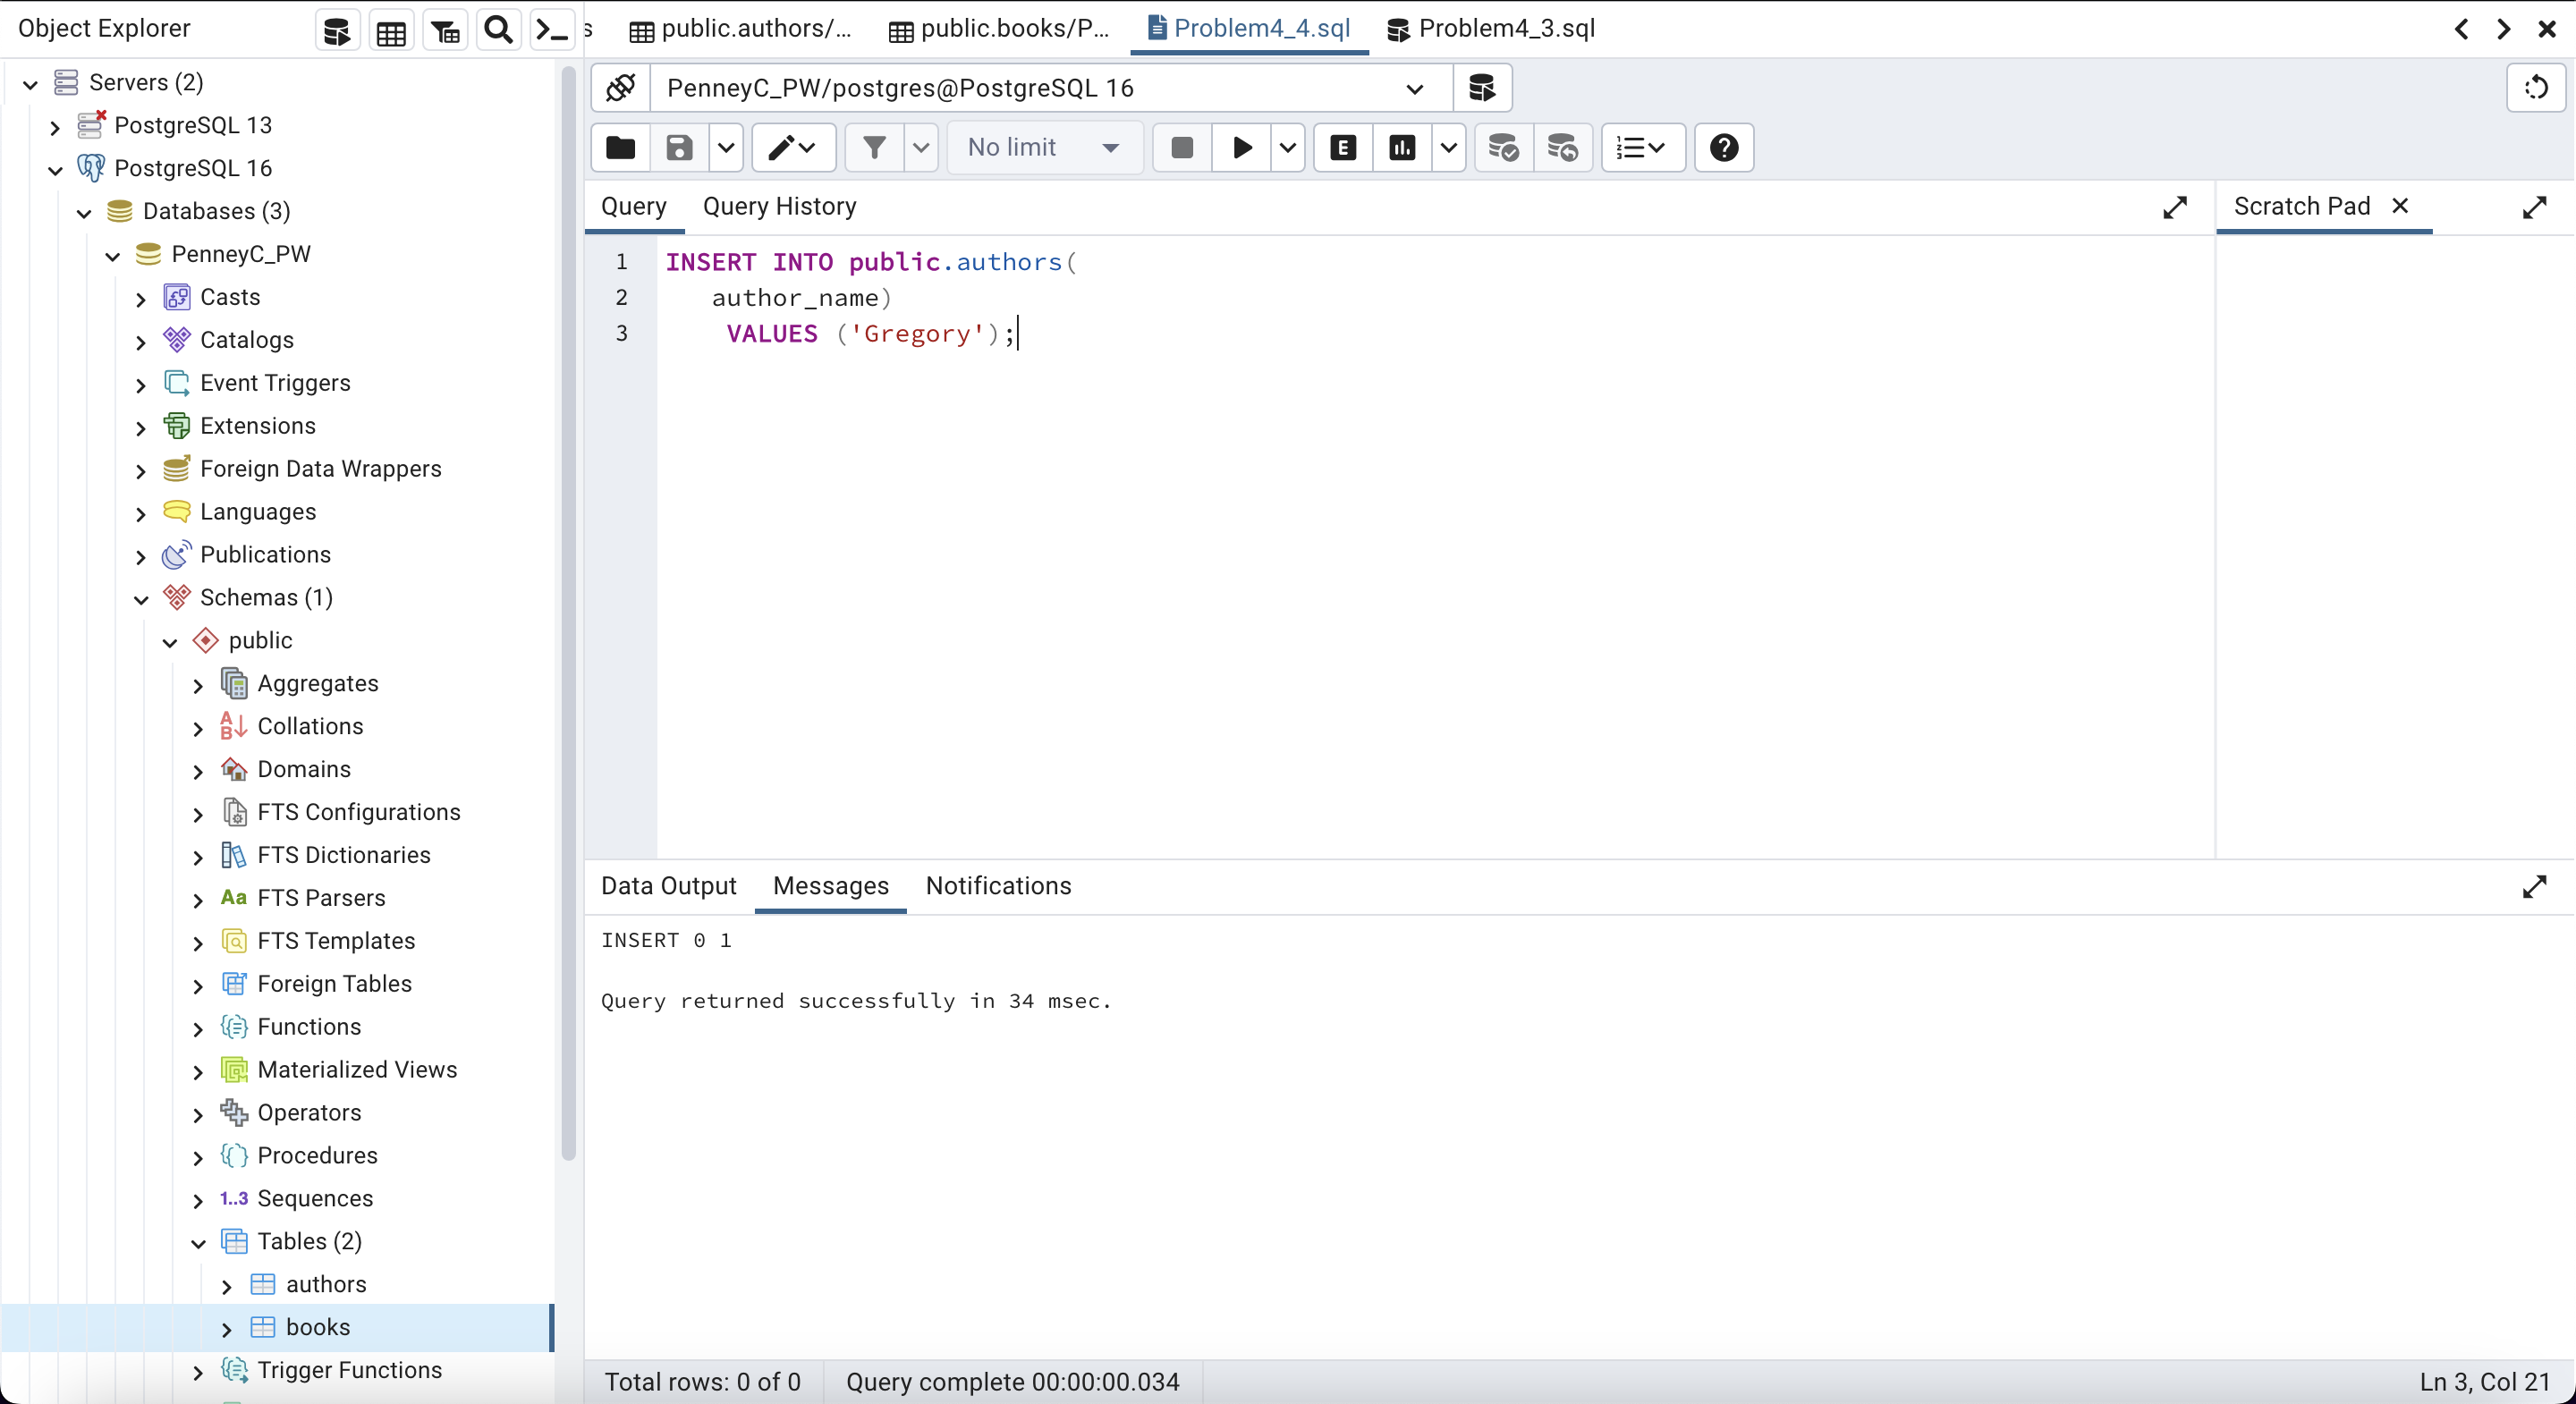 Object Explorer
s
public.authors/...
public.books/P...
Problem4_4.sql
Problem4_3.sql
Servers (2)
PostgreSQL 13
PostgreSQL 16
Databases (3)
PenneyC_PW
Casts
Catalogs
Event Triggers
Extensions
Foreign Data Wrappers
Languages
Publications
Schemas (1)
public
Aggregates
Collations
Domains
FTS Configurations
FTS Dictionaries
Aa FTS Parsers
FTS Templates
Foreign Tables
Functions
Materialized Views
Operators
Procedures
1..3 Sequences
Tables (2)
authors
books
Trigger Functions
PenneyC_PW/postgres@PostgreSQL 16
No limit
E
Query
Query History
Scratch Pad
1 INSERT INTO public.authors(
2 author_name)
3 VALUES ('Gregory');
Data Output
Messages
Notifications
INSERT 0 1
Query returned successfully in 34 msec.
Total rows: 0 of 0
Query complete 00:00:00.034
Ln 3, Col 21